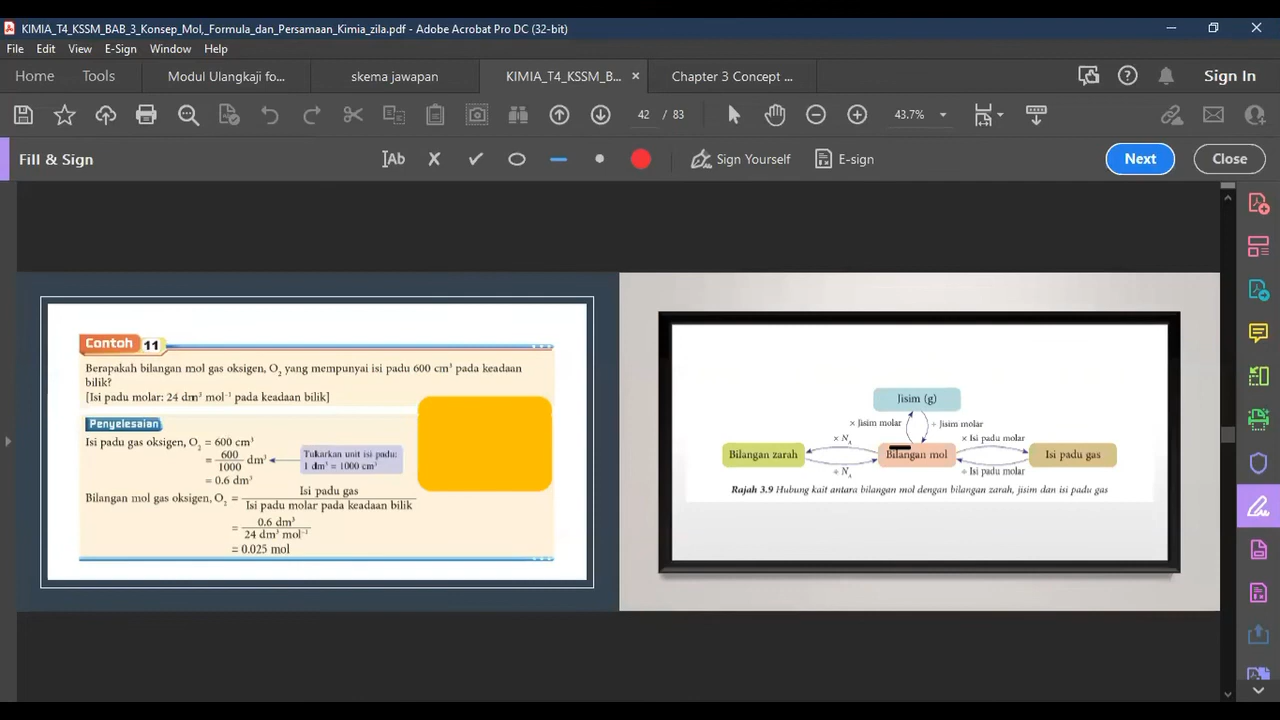 KIMIA_T4_KSSM_BAB_3_Konsep_Mol,_Formula_dan_Persamaan_Kimia_zila.pdf - Adobe Acrobat Pro DC (32-bit)
File Edit View E-Sign Window Help
Home Tools Modul Ulangkaji fo... skema jawapan KIMIA_T4_KSSM_B... × Chapter 3 Concept ... Sign In
42 / 83 43.7%
Fill & Sign Ab Sign Yourself E-sign Next Close
Contoh 11
Berapakah bilangan mol gas oksigen, O₂ yang mempunyai isi padu 600 cm³ pada keadaan
bilik?
[Isi padu molar: 24 dm³ mol⁻¹ pada keadaan bilik]
Penyelesaian
Isi padu gas oksigen, O₂ = 600 cm³
= 600/1000 dm³
Tukarkan unit isi padu:
1 dm³ = 1000 cm³
= 0.6 dm³
Bilangan mol gas oksigen, O₂ = Isi padu gas
Isi padu molar pada keadaan bilik
= 0.6 dm³
24 dm³ mol⁻¹
= 0.025 mol
Jisim (g)
× Jisim molar ÷ Jisim molar
× Nₐ × Isi padu molar
Bilangan zarah Bilangan mol Isi padu gas
÷ Nₐ ÷ Isi padu molar
Rajah 3.9 Hubung kait antara bilangan mol dengan bilangan zarah, jisim dan isi padu gas